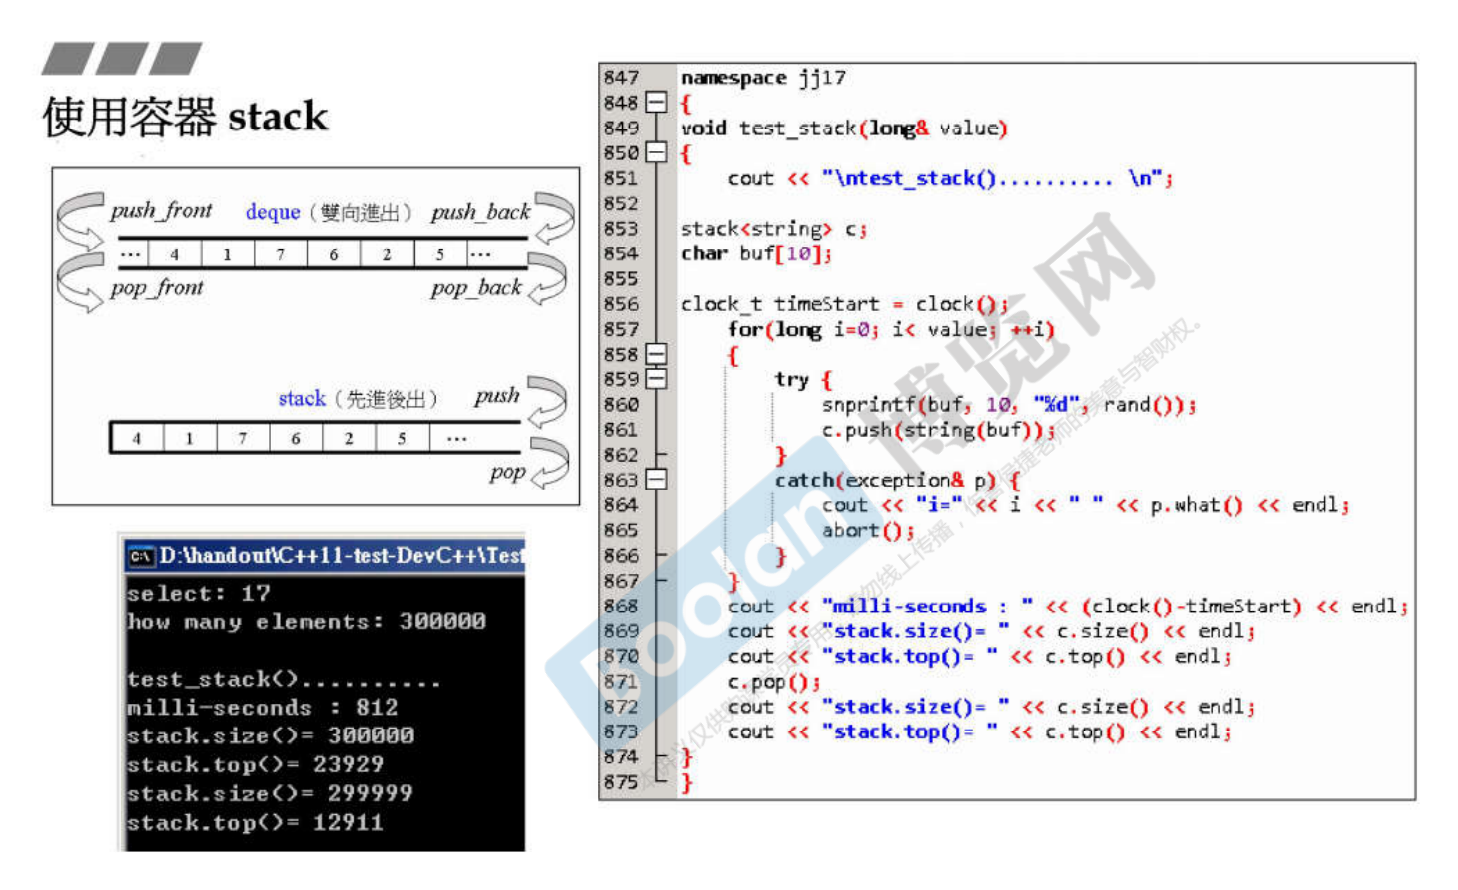 使用容器 stack
push_front deque（雙向進出） push_back
... 4 1 7 6 2 5 ...
pop_front pop_back
stack（先進後出） push
4 1 7 6 2 5 ...
pop
D:\handout\C++11-test-DevC++\Test
select: 17
how many elements: 300000
test_stack()..........
milli-seconds : 812
stack.size()= 300000
stack.top()= 23929
stack.size()= 299999
stack.top()= 12911
847 namespace jj17
848 {
849 void test_stack(long& value)
850 {
851 cout << "\ntest_stack().......... \n";
852
853 stack<string> c;
854 char buf[10];
855
856 clock_t timeStart = clock();
857 for(long i=0; i< value; ++i)
858 {
859 try {
860 snprintf(buf, 10, "%d", rand());
861 c.push(string(buf));
862 }
863 catch(exception& p) {
864 cout << "i=" << i << " " << p.what() << endl;
865 abort();
866 }
867 }
868 cout << "milli-seconds : " << (clock()-timeStart) << endl;
869 cout << "stack.size()= " << c.size() << endl;
870 cout << "stack.top()= " << c.top() << endl;
871 c.pop();
872 cout << "stack.size()= " << c.size() << endl;
873 cout << "stack.top()= " << c.top() << endl;
874 }
875 }
Boolan 博览网